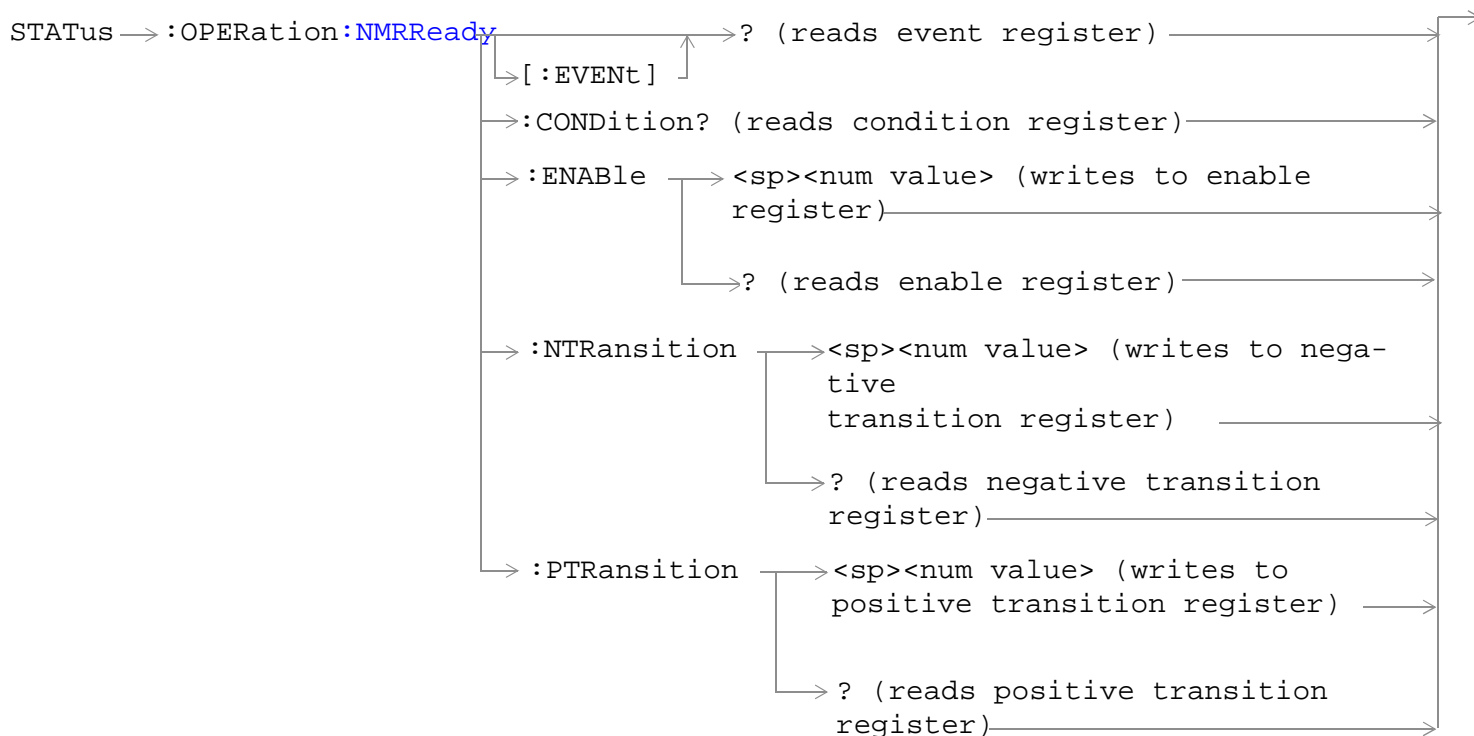 STATus :OPERation:NMRReady ? (reads event register)
[:EVENt]
:CONDition? (reads condition register)
:ENABle <sp><num value> (writes to enable
register)
? (reads enable register)
:NTRansition <sp><num value> (writes to nega-
tive
transition register)
? (reads negative transition
register)
:PTRansition <sp><num value> (writes to
positive transition register)
? (reads positive transition
register)